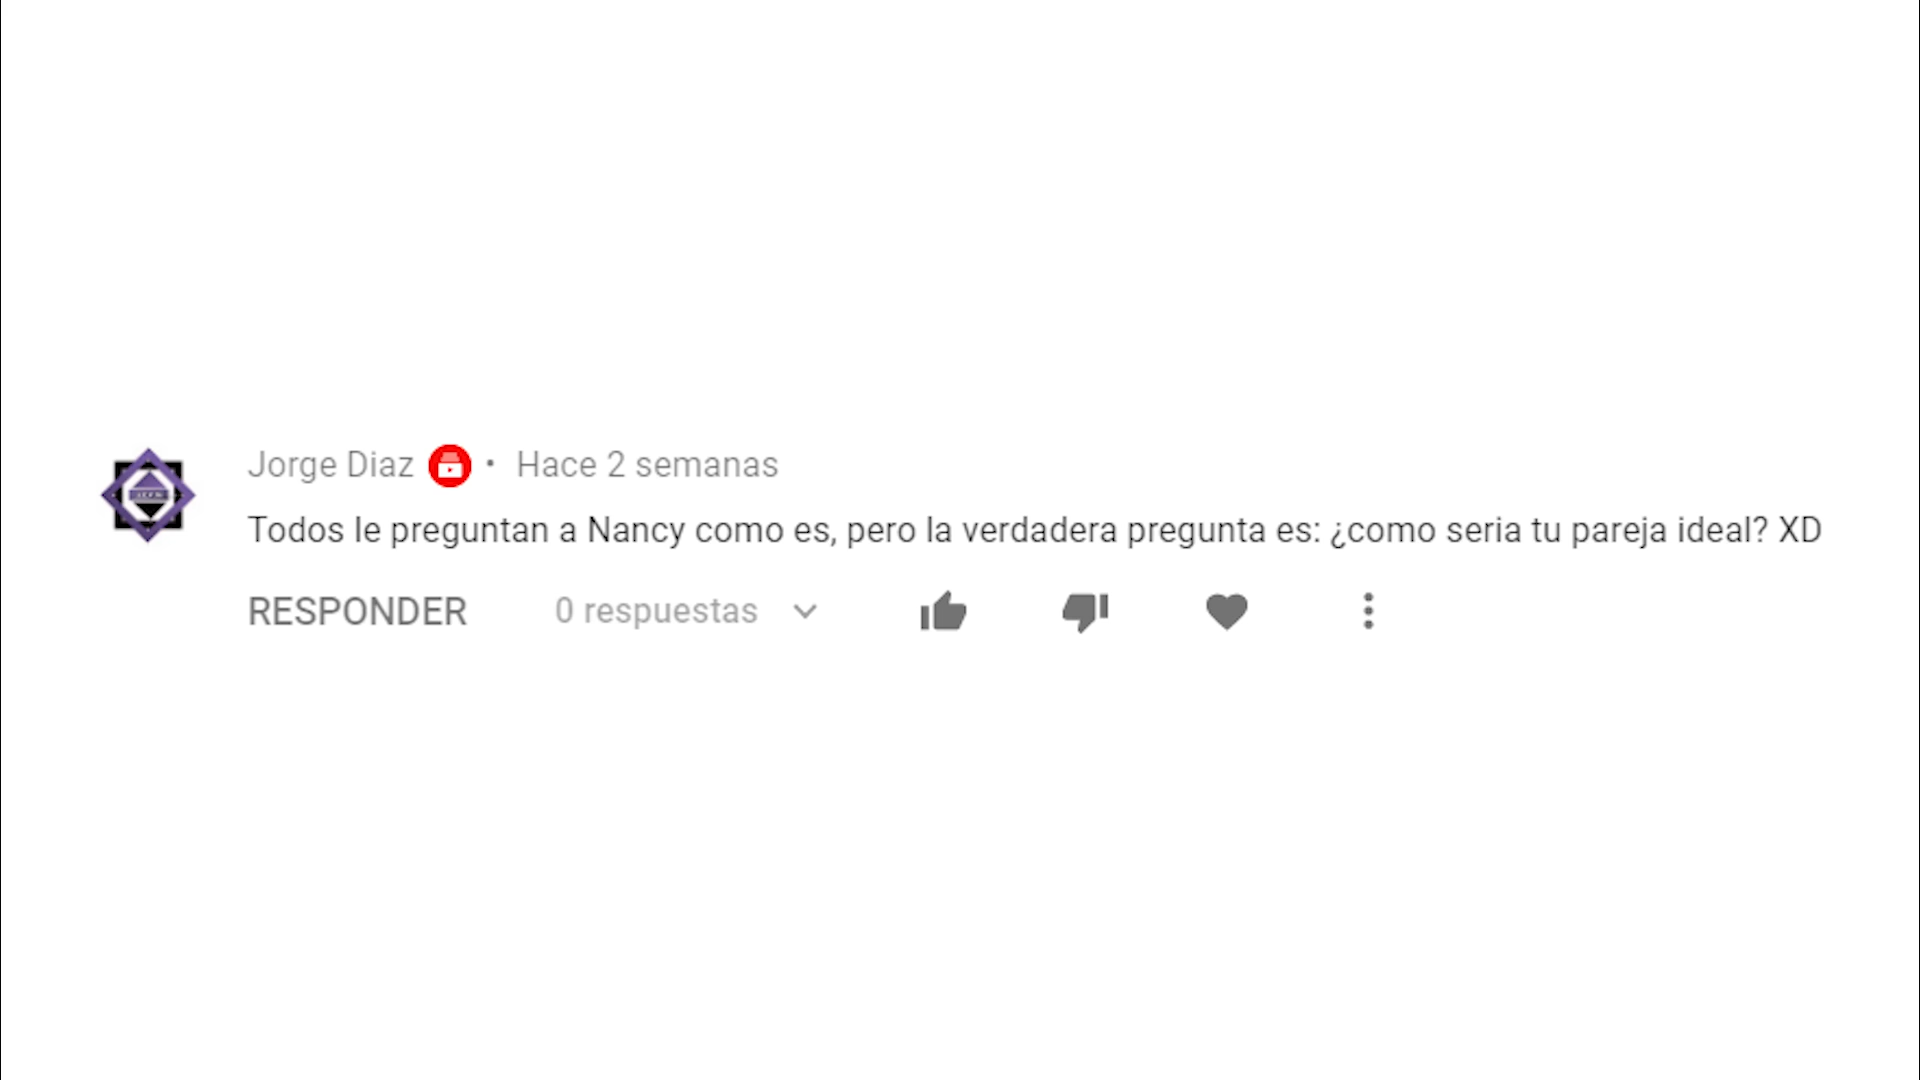 Jorge Diaz • Hace 2 semanas
Todos le preguntan a Nancy como es, pero la verdadera pregunta es: ¿como seria tu pareja ideal? XD
RESPONDER 0 respuestas